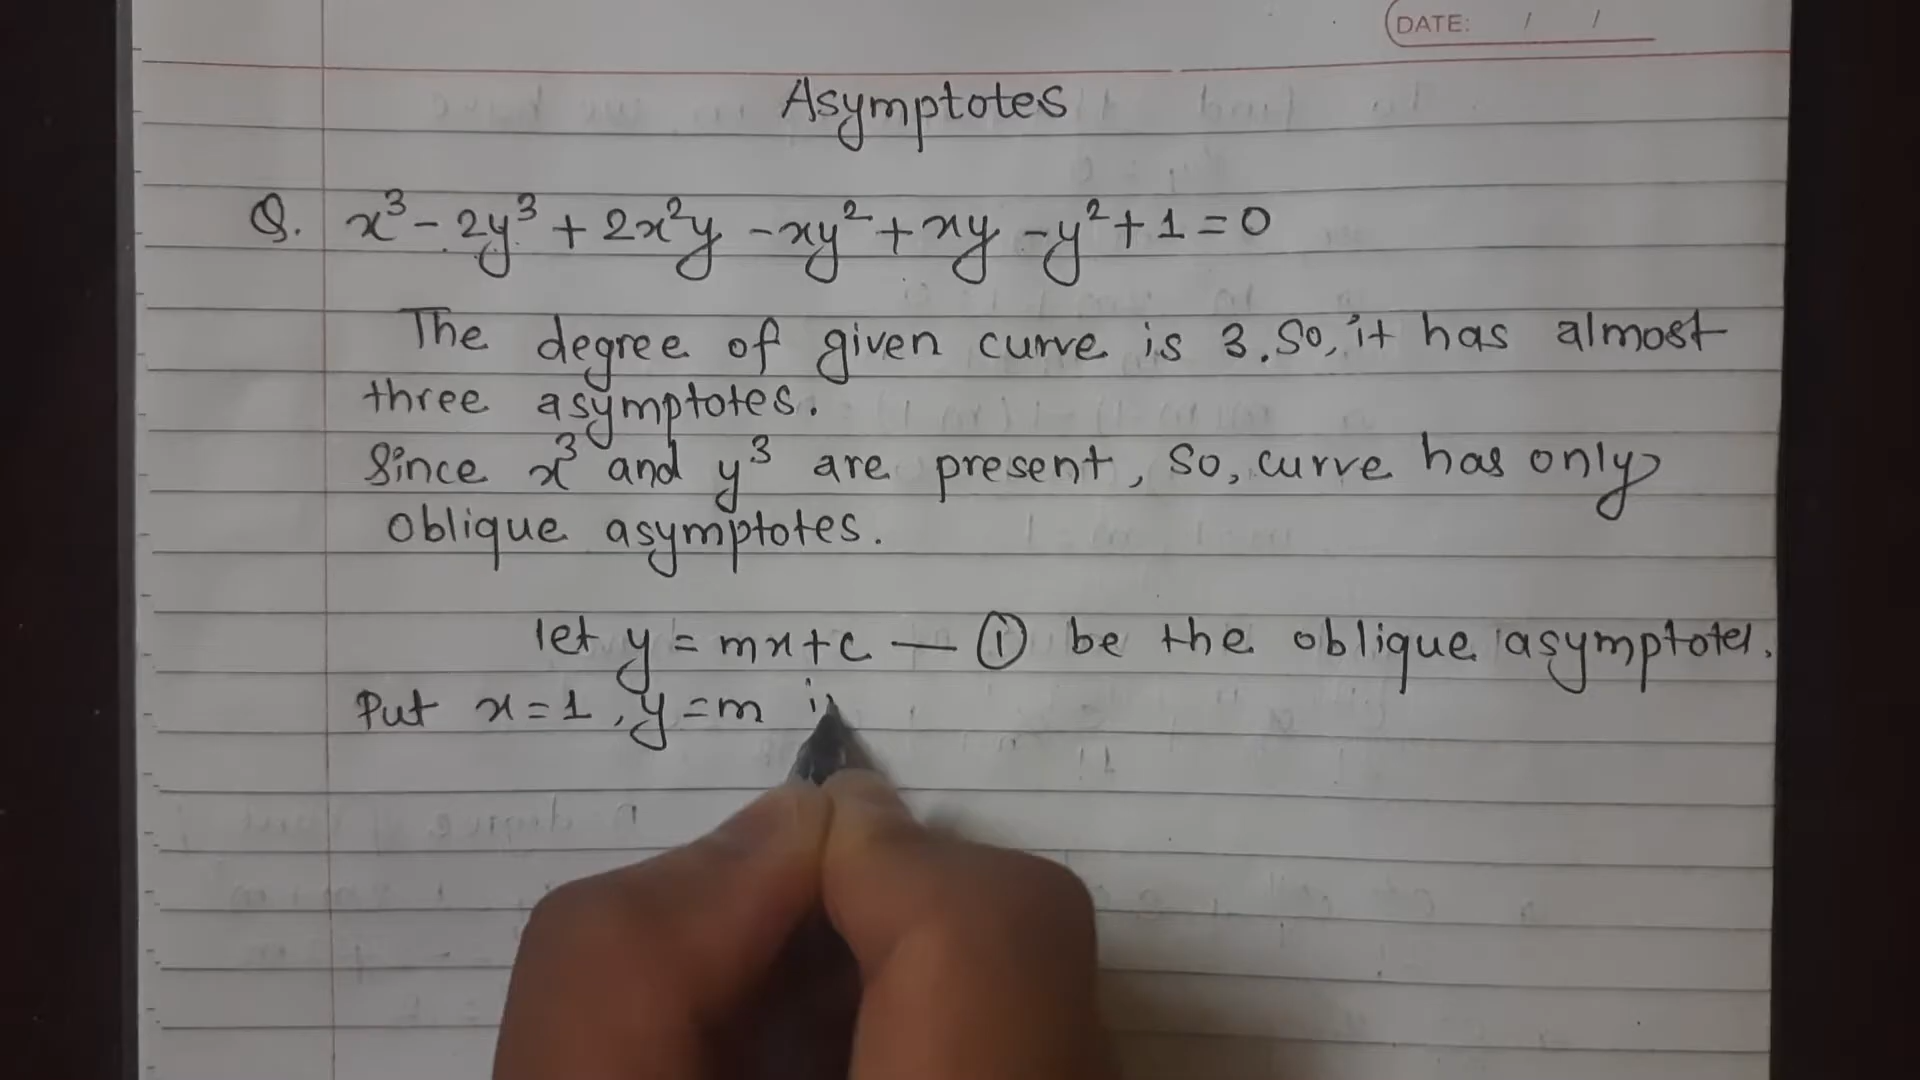 DATE: / /
Asymptotes
Q. x³ - 2y³ + 2x²y - xy² + xy - y² + 1 = 0
The degree of given curve is 3. So, it has almost
three asymptotes.
Since x³ and y³ are present, so, curve has only
oblique asymptotes.
let y = mx + c — ① be the oblique asymptotes.
Put x = 1, y = m